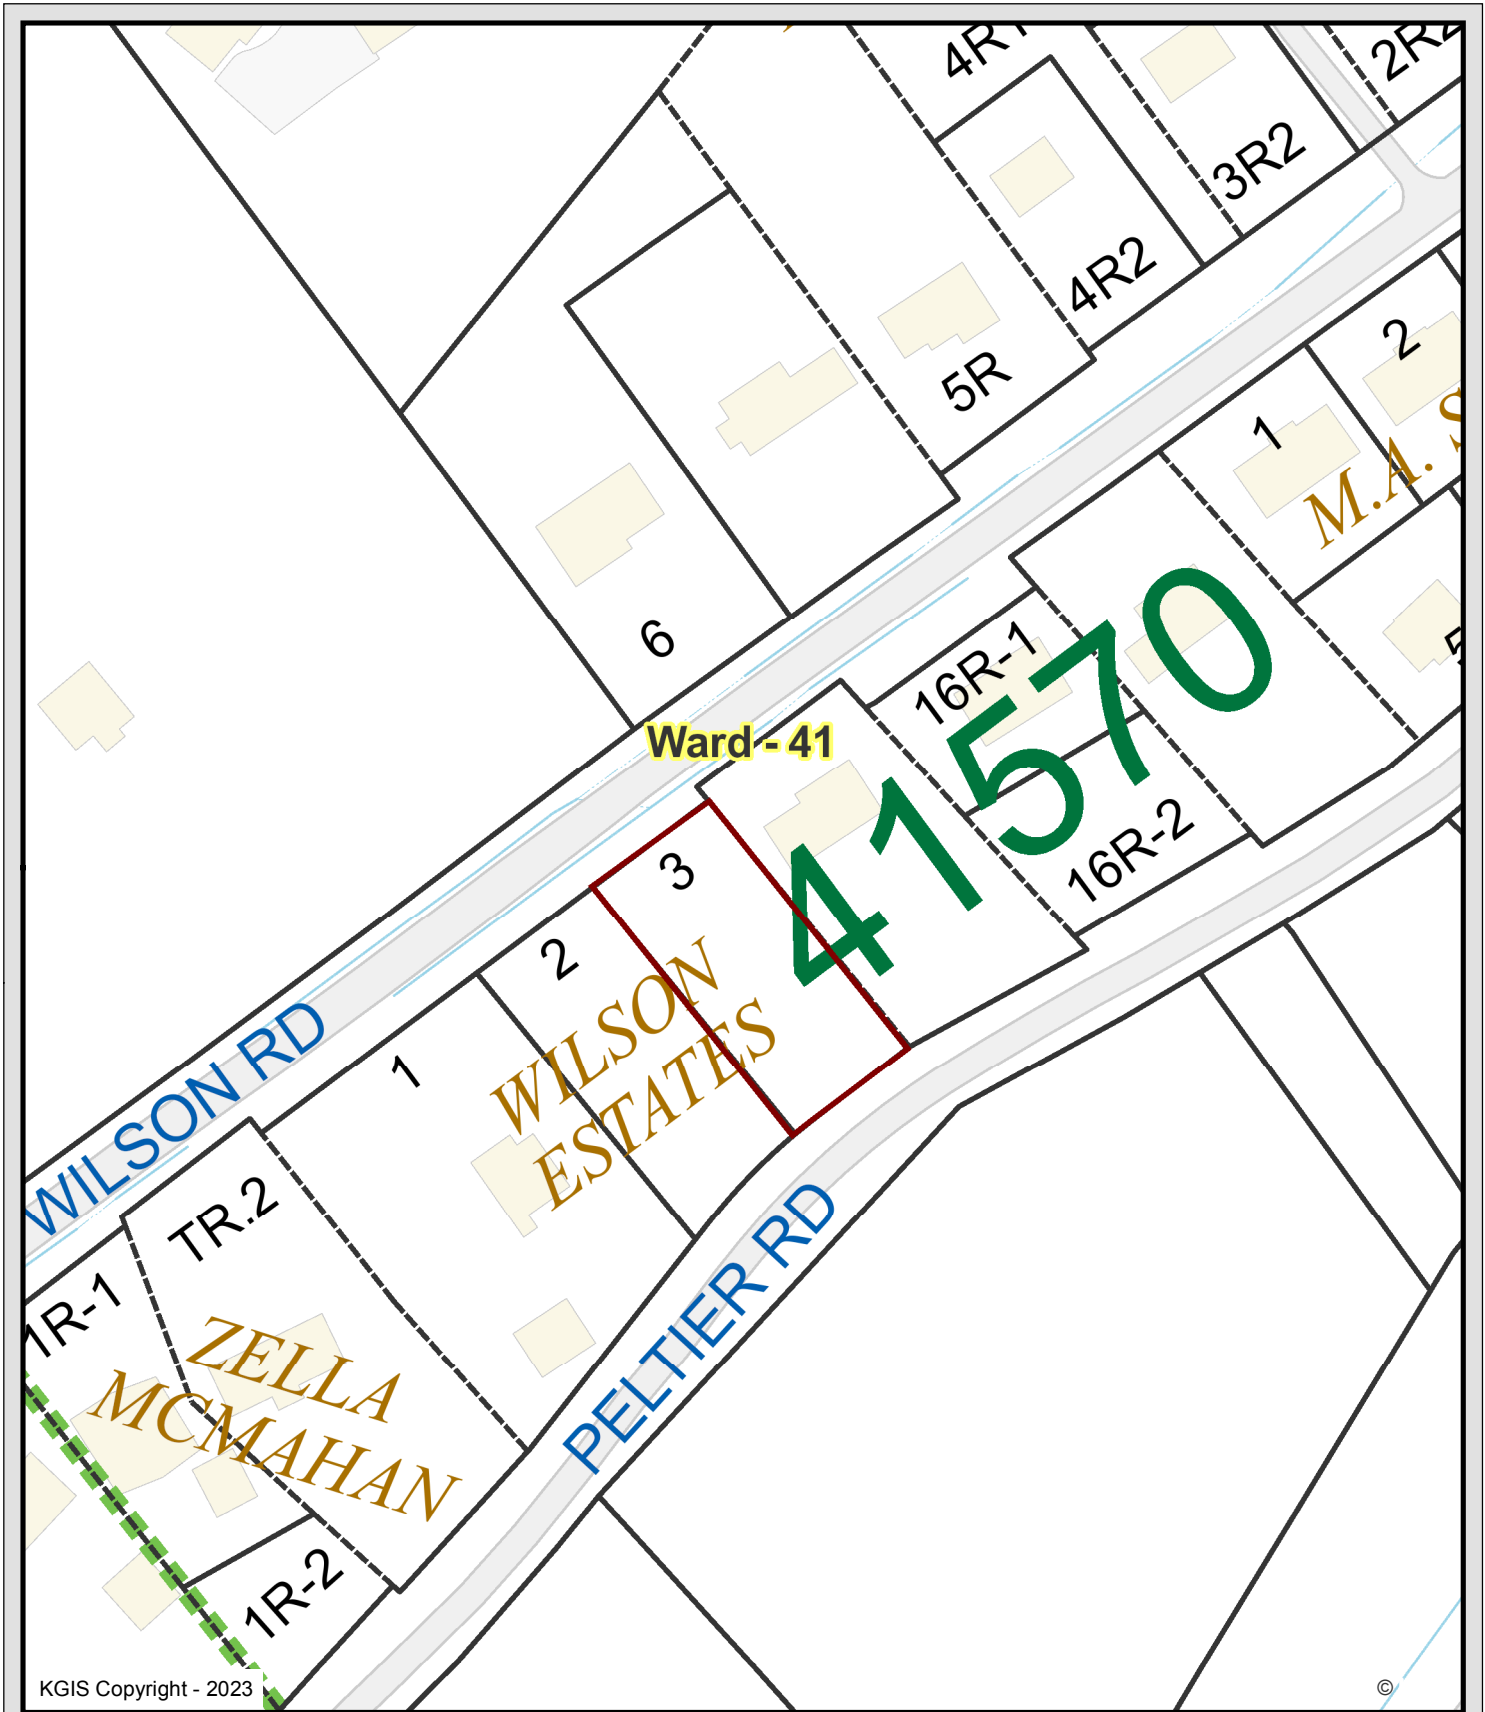 2R2
3R2
4R2
5R
2
1
M.A.
6
16R-1
41570
Ward - 41
16R-2
3
2
WILSON
ESTATES
1
WILSON RD
TR.2
PELTIER RD
1R-1
ZELLA
MCMAHAN
1R-2
KGIS Copyright - 2023
©